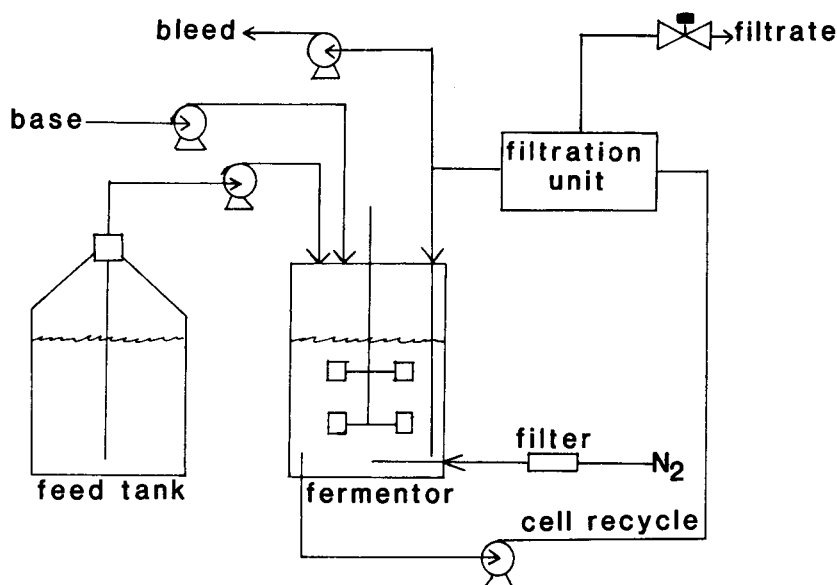 bleed
filtrate
base
filtration
unit
filter
N2
feed tank
fermentor
cell recycle